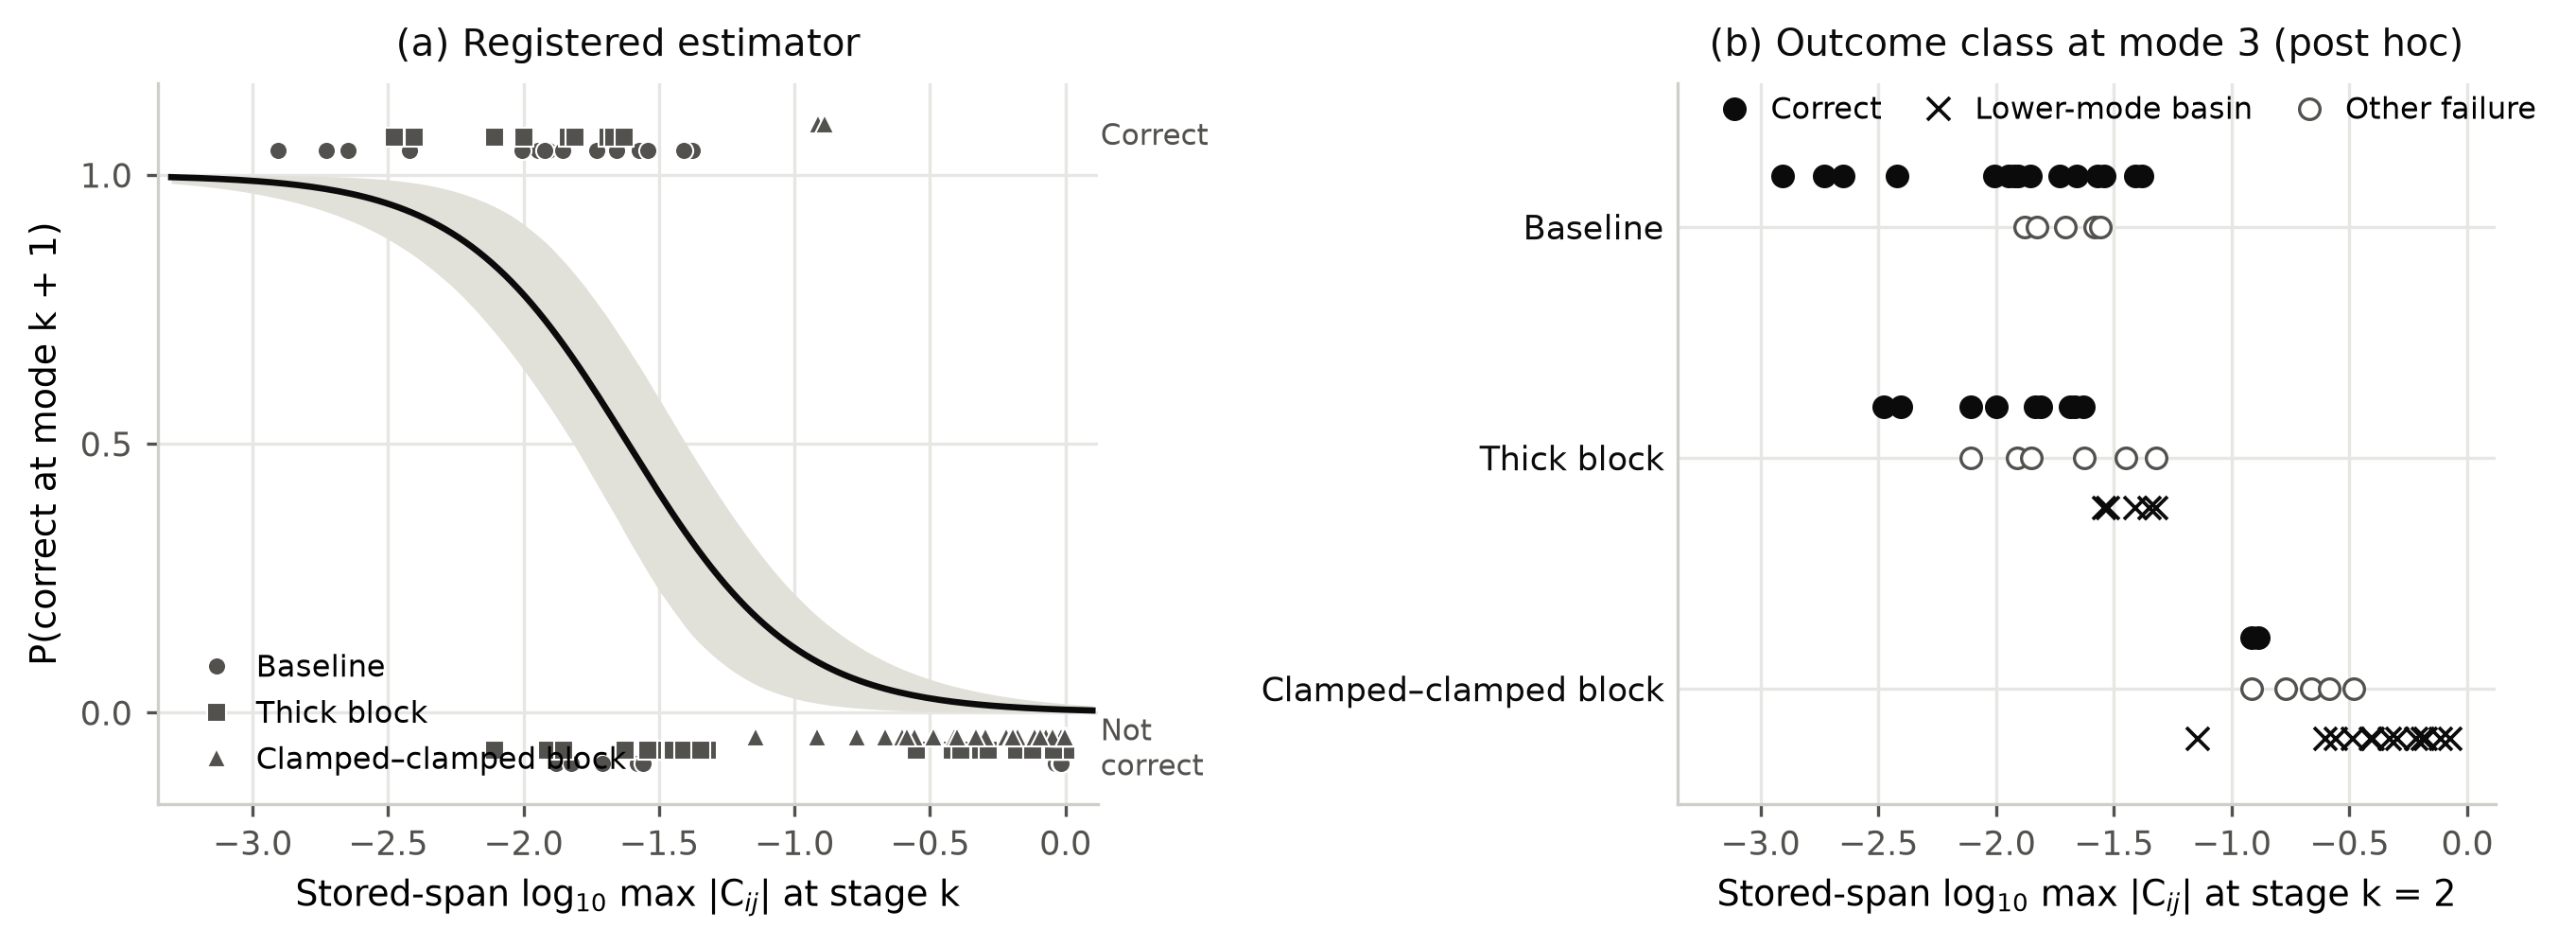 (a) Registered estimator
Correct
1.0
0.5
0.0
P(correct at mode k + 1)
Baseline
Thick block
Clamped–clamped block
Not
correct
−3.0 −2.5 −2.0 −1.5 −1.0 −0.5 0.0
Stored-span log₁₀ max |Cᵢⱼ| at stage k
(b) Outcome class at mode 3 (post hoc)
Correct Lower-mode basin Other failure
Baseline
Thick block
Clamped–clamped block
−3.0 −2.5 −2.0 −1.5 −1.0 −0.5 0.0
Stored-span log₁₀ max |Cᵢⱼ| at stage k = 2